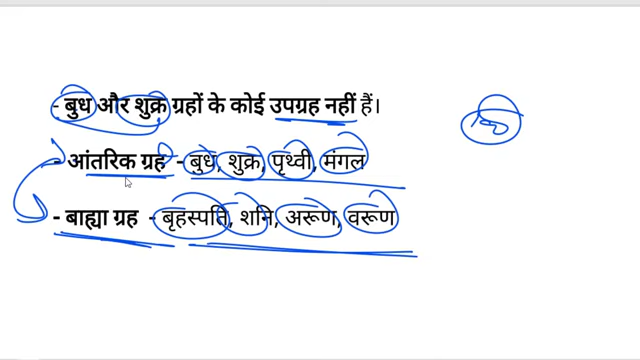 - बुध और शुक्र ग्रहों के कोई उपग्रह नहीं हैं।
- आंतरिक ग्रह - बुध, शुक्र, पृथ्वी, मंगल
- बाह्या ग्रह - बृहस्पति, शनि, अरूण, वरूण